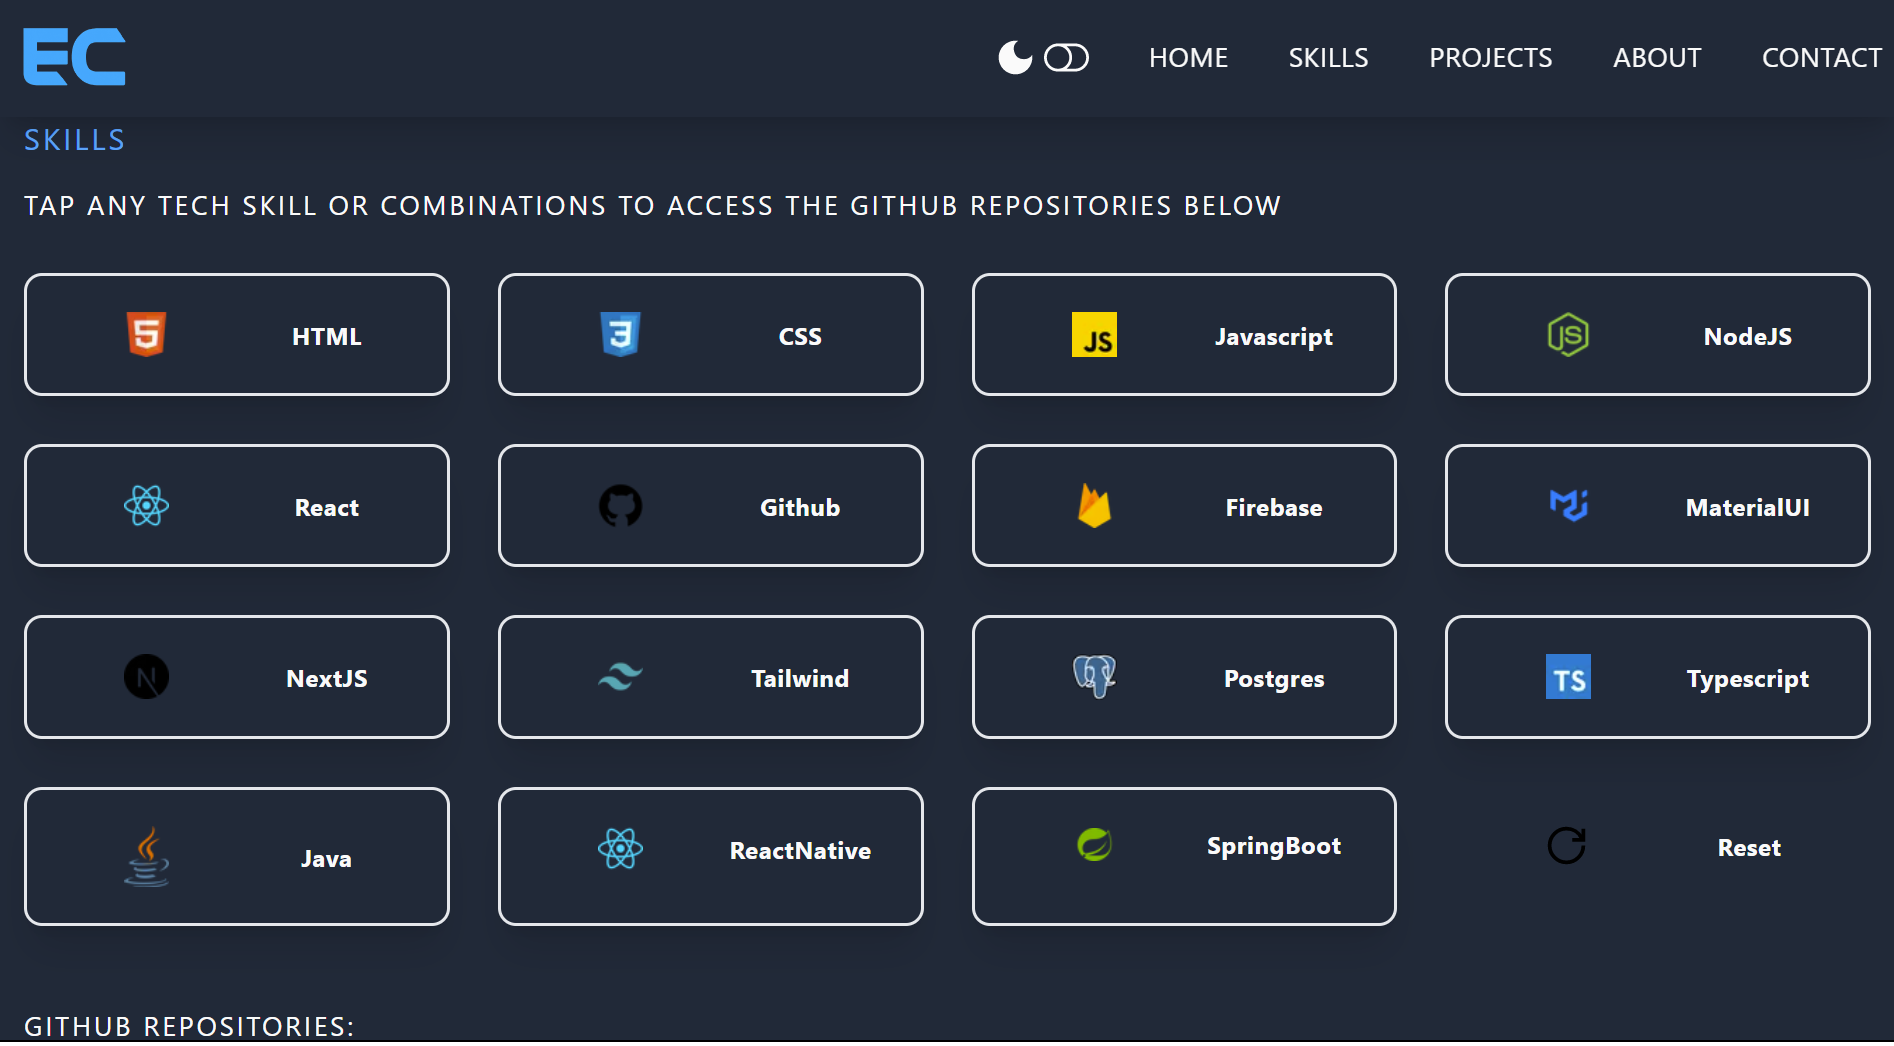 EC
HOME SKILLS PROJECTS ABOUT CONTACT
SKILLS
TAP ANY TECH SKILL OR COMBINATIONS TO ACCESS THE GITHUB REPOSITORIES BELOW
5 HTML
3 CSS
JS Javascript
JS NodeJS
React
Github
Firebase
MaterialUI
N NextJS
Tailwind
Postgres
TS Typescript
Java
ReactNative
SpringBoot
Reset
GITHUB REPOSITORIES: